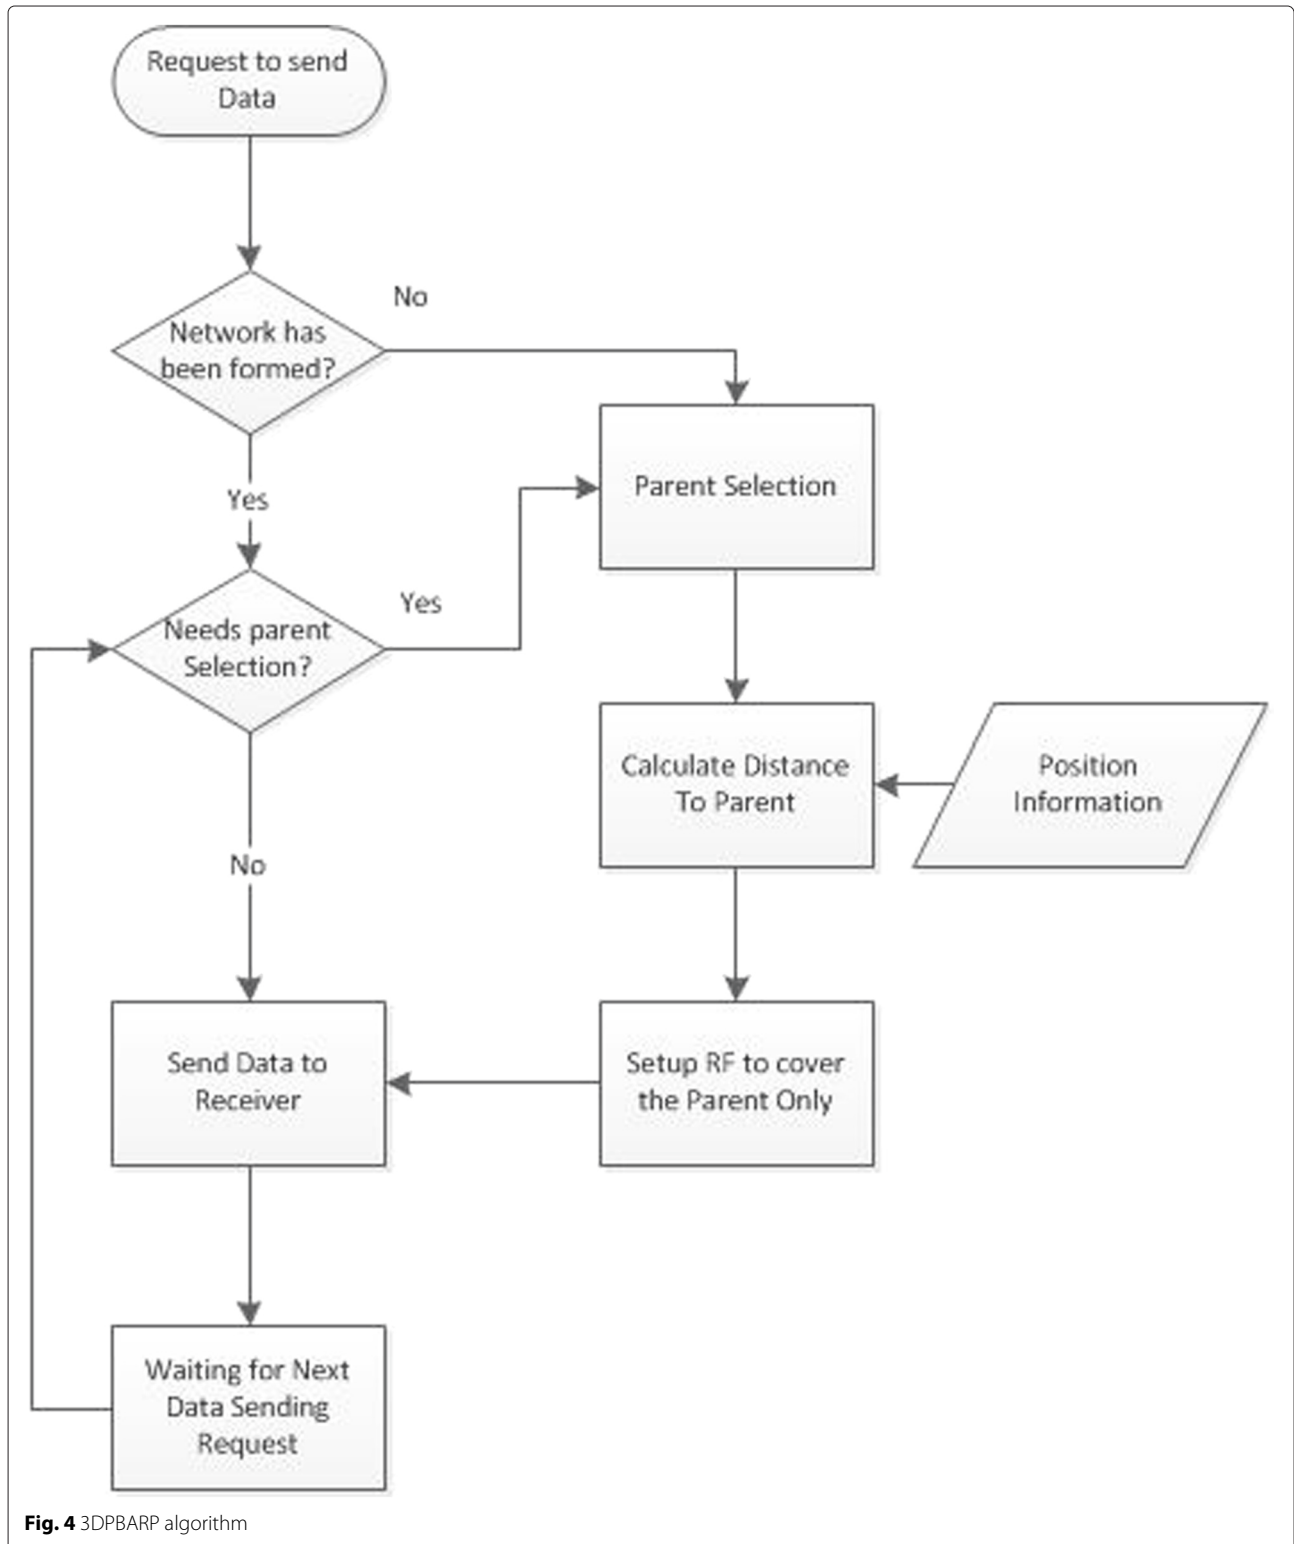 Request to send
Data
No
Network has
been formed?
Parent Selection
Yes
Yes
Needs parent
Selection?
Calculate Distance
To Parent
Position
Information
No
Send Data to
Receiver
Setup RF to cover
the Parent Only
Waiting for Next
Data Sending
Request
Fig. 4 3DPBARP algorithm